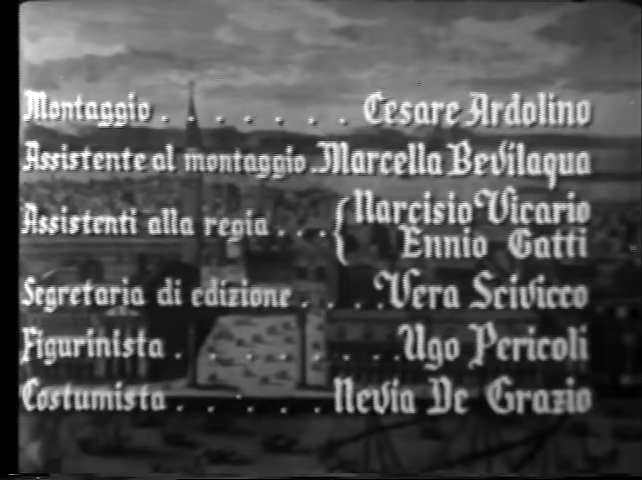 Montaggio . . . . . . . Cesare Ardolino
Assistente al montaggio . Marcella Bevilaqua
Assistenti alla regia . . . { Narcisio Vicario
Ennio Gatti
Segretaria di edizione . . . . Vera Scivicco
Figurinista . . . . . . . . . Ugo Pericoli
Costumista . . . . . . Nevia De Grazio